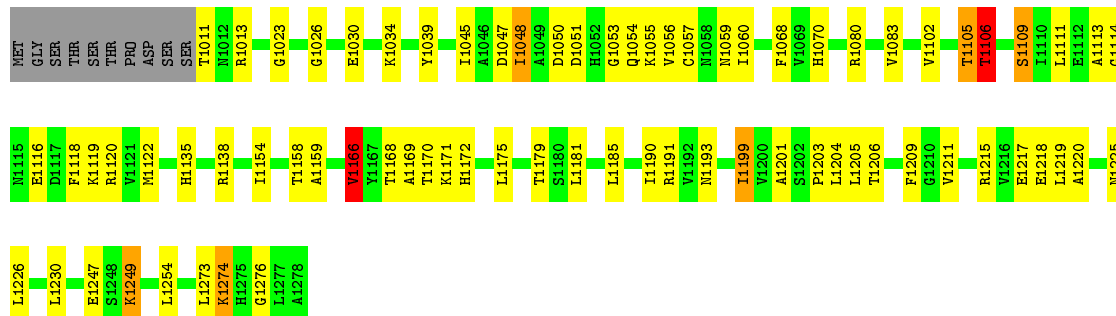 MET GLY SER THR SER THR PRO ASP SER SER T1011 N1012 R1013 G1023 G1026 E1030 K1034 Y1039 I1045 A1046 D1047 I1048 A1049 D1050 D1051 H1052 G1053 Q1054 K1055 V1056 C1057 N1058 N1059 I1060 F1068 V1069 H1070 R1080 V1083 V1102 T1105 T1106 S1109 I1110 L1111 E1112 A1113 G1114
N1115 E1116 D1117 F1118 K1119 R1120 V1121 M1122 H1135 R1138 I1154 T1158 A1159 V1166 Y1167 T1168 A1169 T1170 K1171 H1172 L1175 T1179 S1180 L1181 L1185 I1190 R1191 V1192 N1193 I1199 V1200 A1201 S1202 P1203 L1204 L1205 T1206 F1209 G1210 V1211 R1215 V1216 E1217 E1218 L1219 A1220 N1225
L1226 L1230 E1247 S1248 K1249 L1254 L1273 K1274 H1275 G1276 L1277 A1278